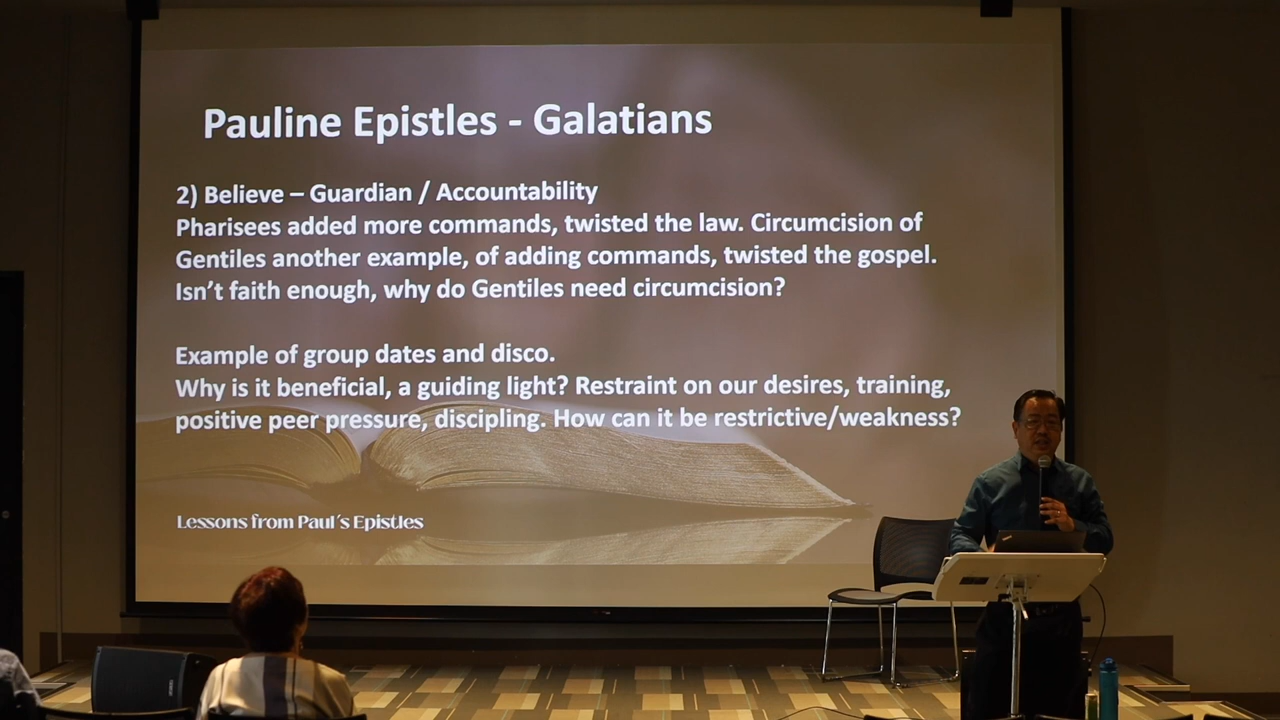 Pauline Epistles - Galatians
2) Believe – Guardian / Accountability
Pharisees added more commands, twisted the law. Circumcision of
Gentiles another example, of adding commands, twisted the gospel.
Isn't faith enough, why do Gentiles need circumcision?
Example of group dates and disco.
Why is it beneficial, a guiding light? Restraint on our desires, training,
positive peer pressure, discipling. How can it be restrictive/weakness?
Lessons from Paul's Epistles